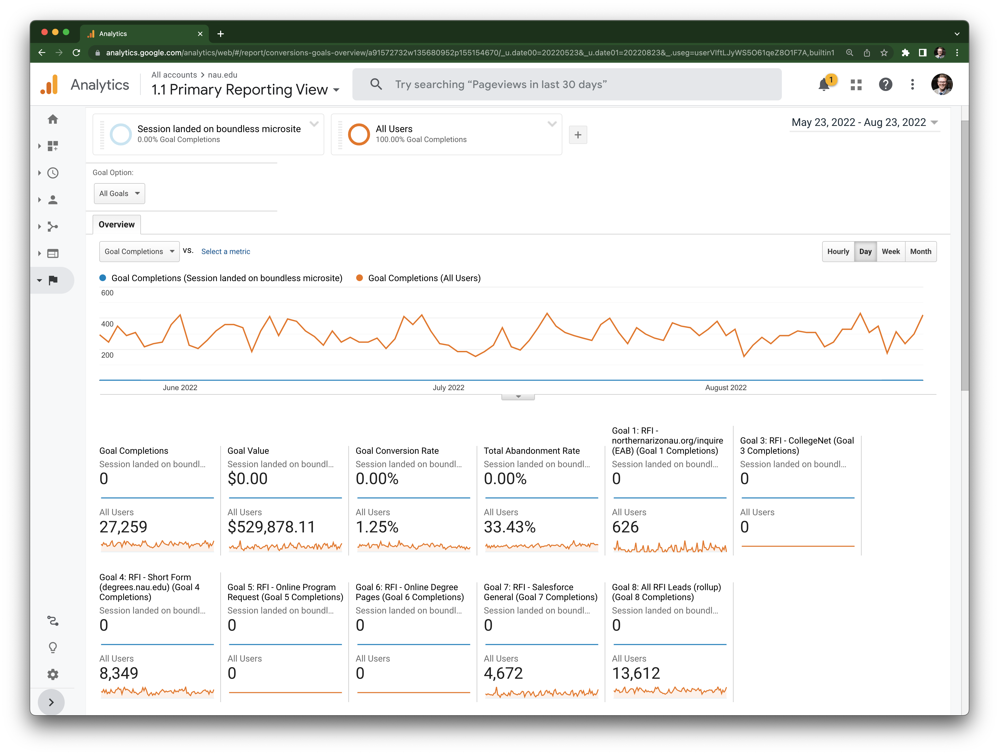 Analytics
analytics.google.com/analytics/web/#/report/conversions-goals-overview/a91572732w135680952p155154670/_u.date00=20220523&_u.date01=20220823&_.useg=userVIftLJyWS5O61qeZ8O1F7A,builtin1
Analytics
All accounts > nau.edu
1.1 Primary Reporting View
Try searching “Pageviews in last 30 days”
1
Session landed on boundless microsite
0.00% Goal Completions
All Users
100.00% Goal Completions
+
May 23, 2022 - Aug 23, 2022
Goal Option:
All Goals
Overview
Goal Completions vs. Select a metric
Hourly Day Week Month
Goal Completions (Session landed on boundless microsite) Goal Completions (All Users)
600
400
200
June 2022 July 2022 August 2022
Goal Completions
Session landed on boundl...
0
All Users
27,259
Goal Value
Session landed on boundl...
$0.00
All Users
$529,878.11
Goal Conversion Rate
Session landed on boundl...
0.00%
All Users
1.25%
Total Abandonment Rate
Session landed on boundl...
0.00%
All Users
33.43%
Goal 1: RFI -
northernarizonau.org/inquire
(EAB) (Goal 1 Completions)
Session landed on boundl...
0
All Users
626
Goal 3: RFI - CollegeNet (Goal
3 Completions)
Session landed on boundl...
0
All Users
0
Goal 4: RFI - Short Form
(degrees.nau.edu) (Goal 4
Completions)
Session landed on boundl...
0
All Users
8,349
Goal 5: RFI - Online Program
Request (Goal 5 Completions)
Session landed on boundl...
0
All Users
0
Goal 6: RFI - Online Degree
Pages (Goal 6 Completions)
Session landed on boundl...
0
All Users
0
Goal 7: RFI - Salesforce
General (Goal 7 Completions)
Session landed on boundl...
0
All Users
4,672
Goal 8: All RFI Leads (rollup)
(Goal 8 Completions)
Session landed on boundl...
0
All Users
13,612